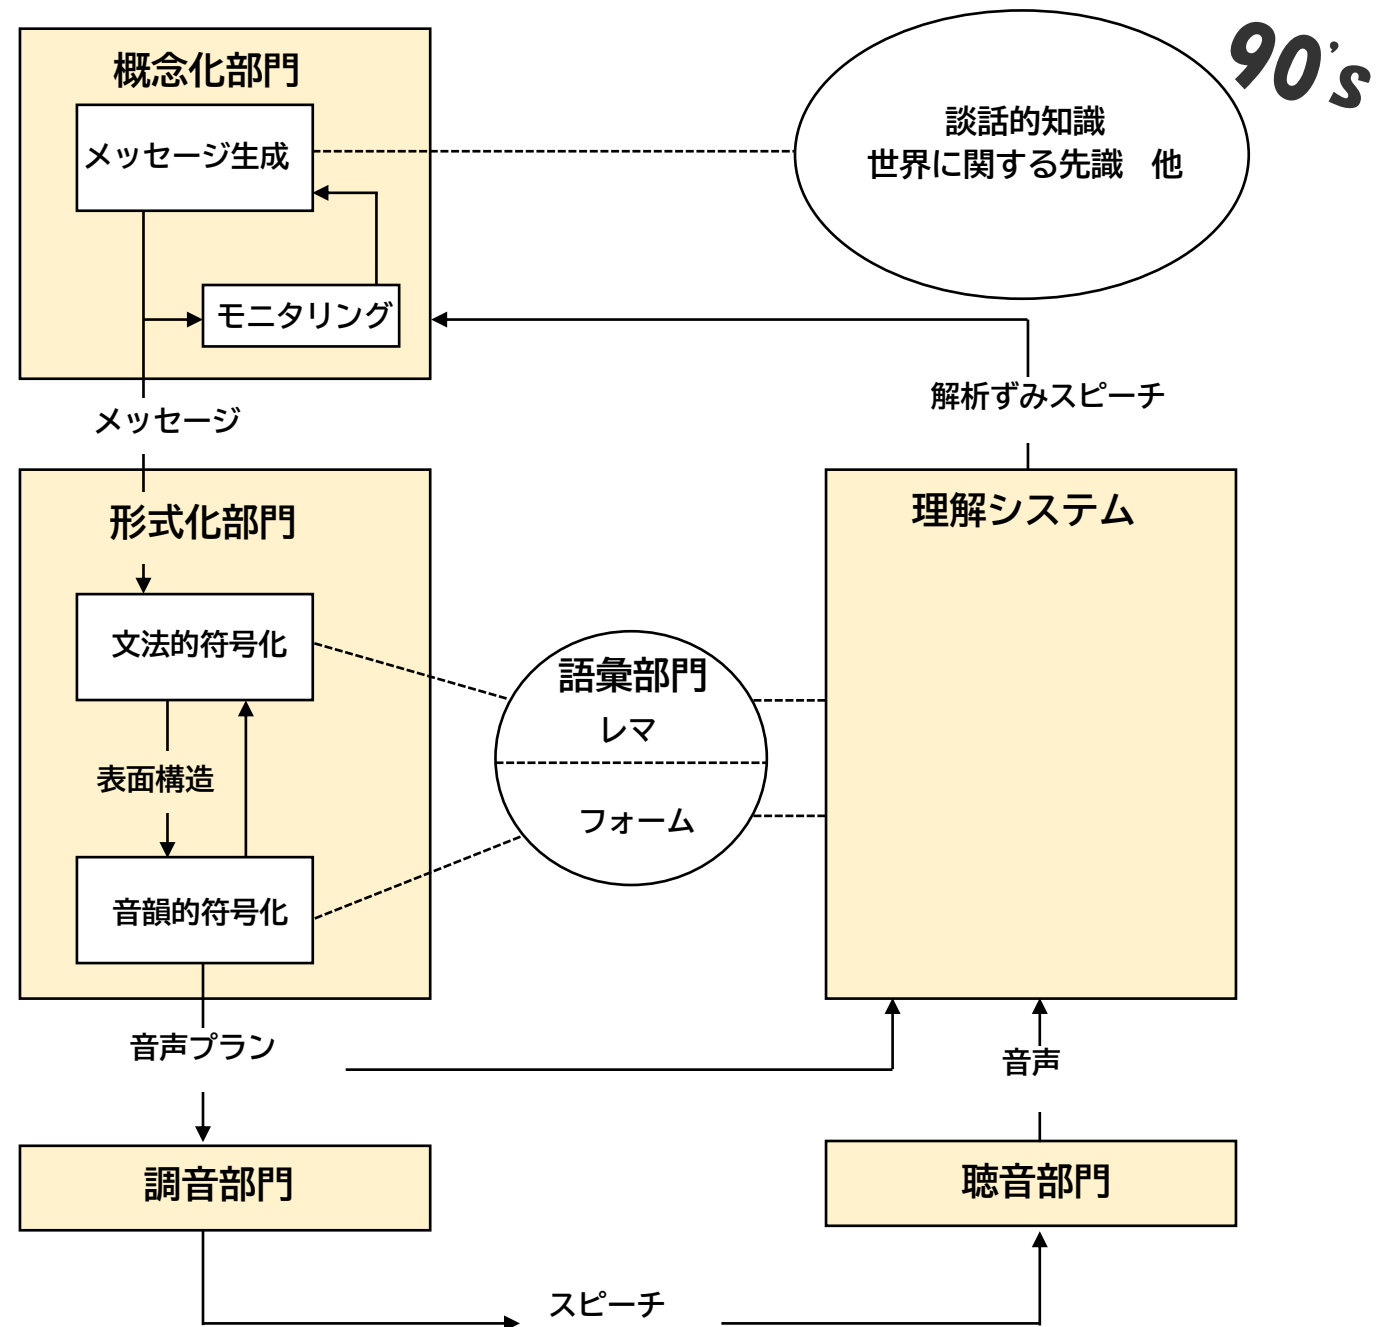 90's
概念化部門
メッセージ生成
談話的知識
世界に関する先識　他
モニタリング
解析ずみスピーチ
メッセージ
形式化部門
理解システム
文法的符号化
語彙部門
レマ
表面構造
フォーム
音韻的符号化
音声プラン
音声
調音部門
聴音部門
スピーチ